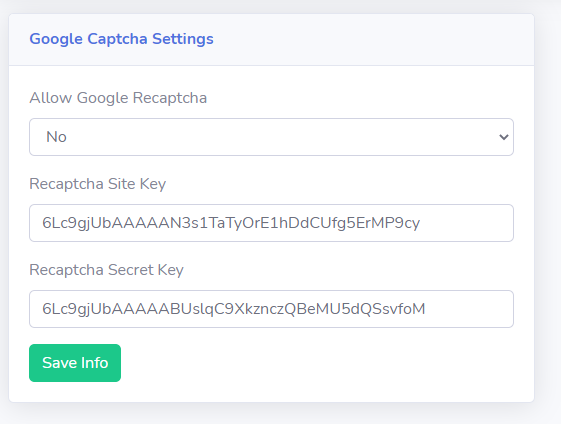 Google Captcha Settings
Allow Google Recaptcha
No
Recaptcha Site Key
6Lc9gjUbAAAAAN3s1TaTyOrE1hDdCUfg5ErMP9cy
Recaptcha Secret Key
6Lc9gjUbAAAAABUslqC9XkznczQBeMU5dQSsvfoM
Save Info